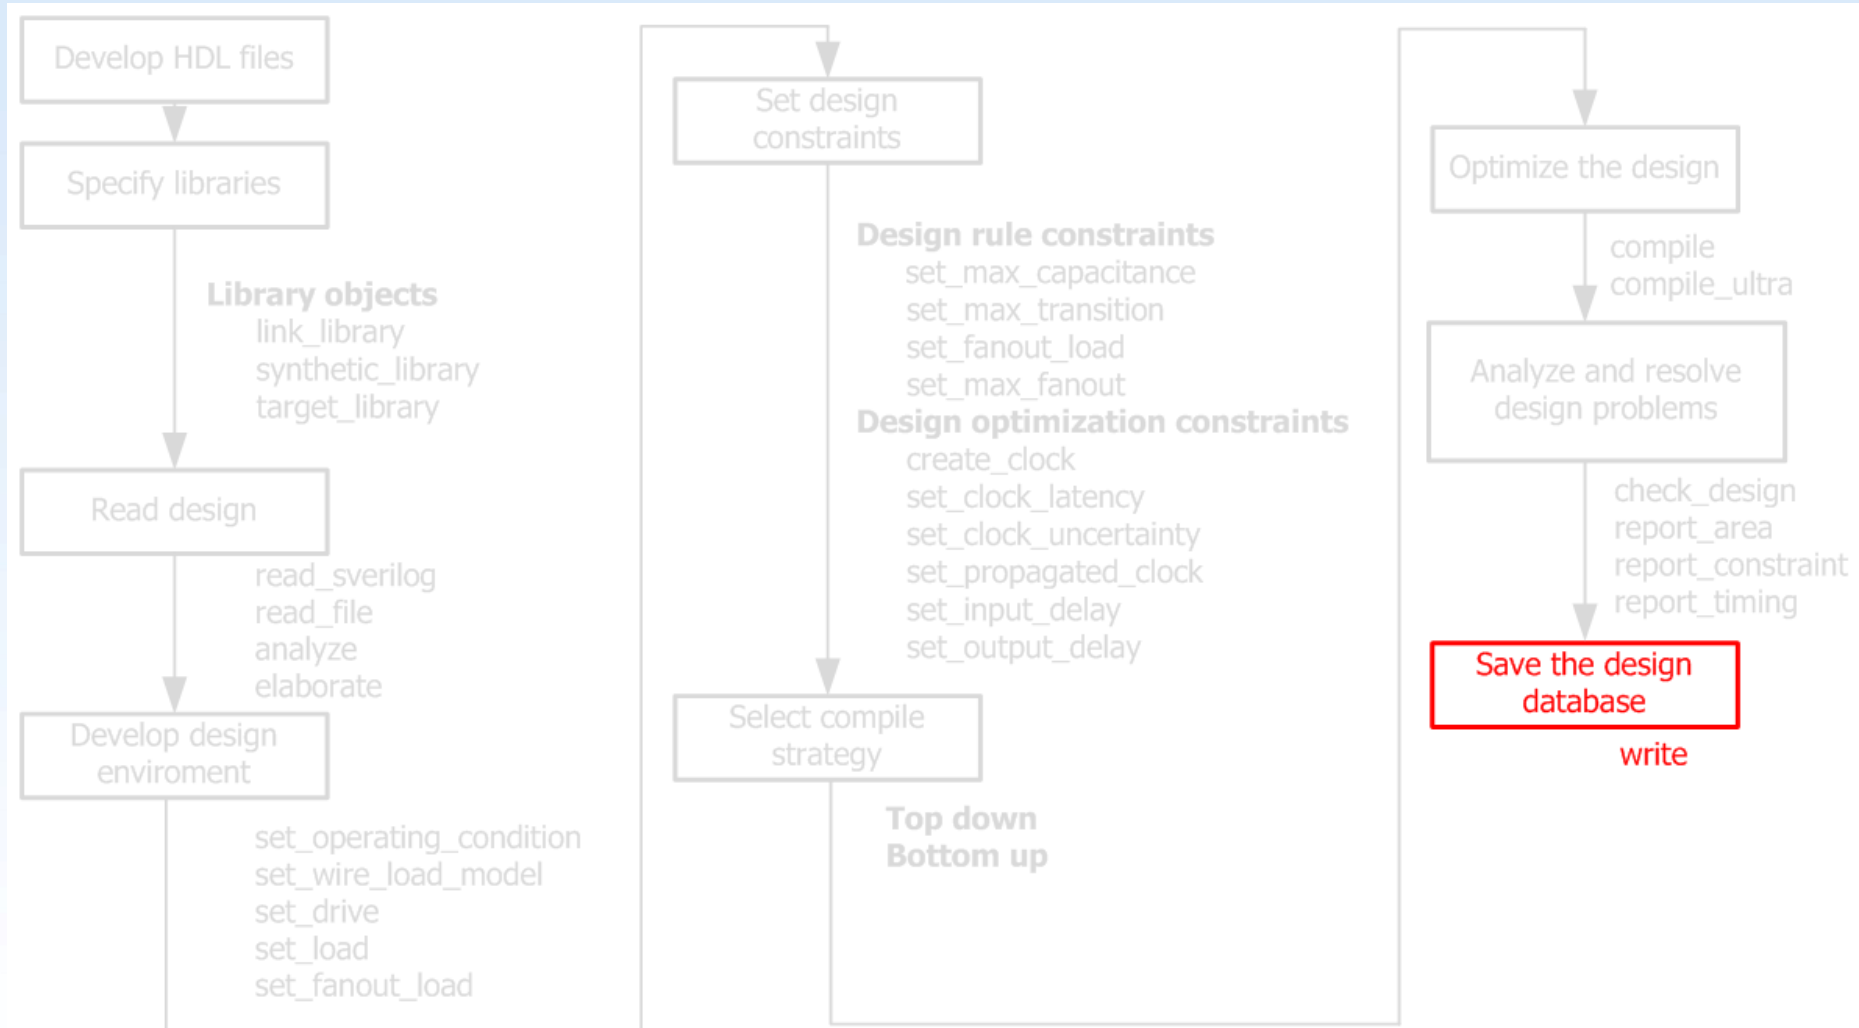 Develop HDL files
Specify libraries
Library objects
link_library
synthetic_library
target_library
Read design
read_sverilog
read_file
analyze
elaborate
Develop design
enviroment
set_operating_condition
set_wire_load_model
set_drive
set_load
set_fanout_load
Set design
constraints
Design rule constraints
set_max_capacitance
set_max_transition
set_fanout_load
set_max_fanout
Design optimization constraints
create_clock
set_clock_latency
set_clock_uncertainty
set_propagated_clock
set_input_delay
set_output_delay
Select compile
strategy
Top down
Bottom up
Optimize the design
compile
compile_ultra
Analyze and resolve
design problems
check_design
report_area
report_constraint
report_timing
Save the design
database
write